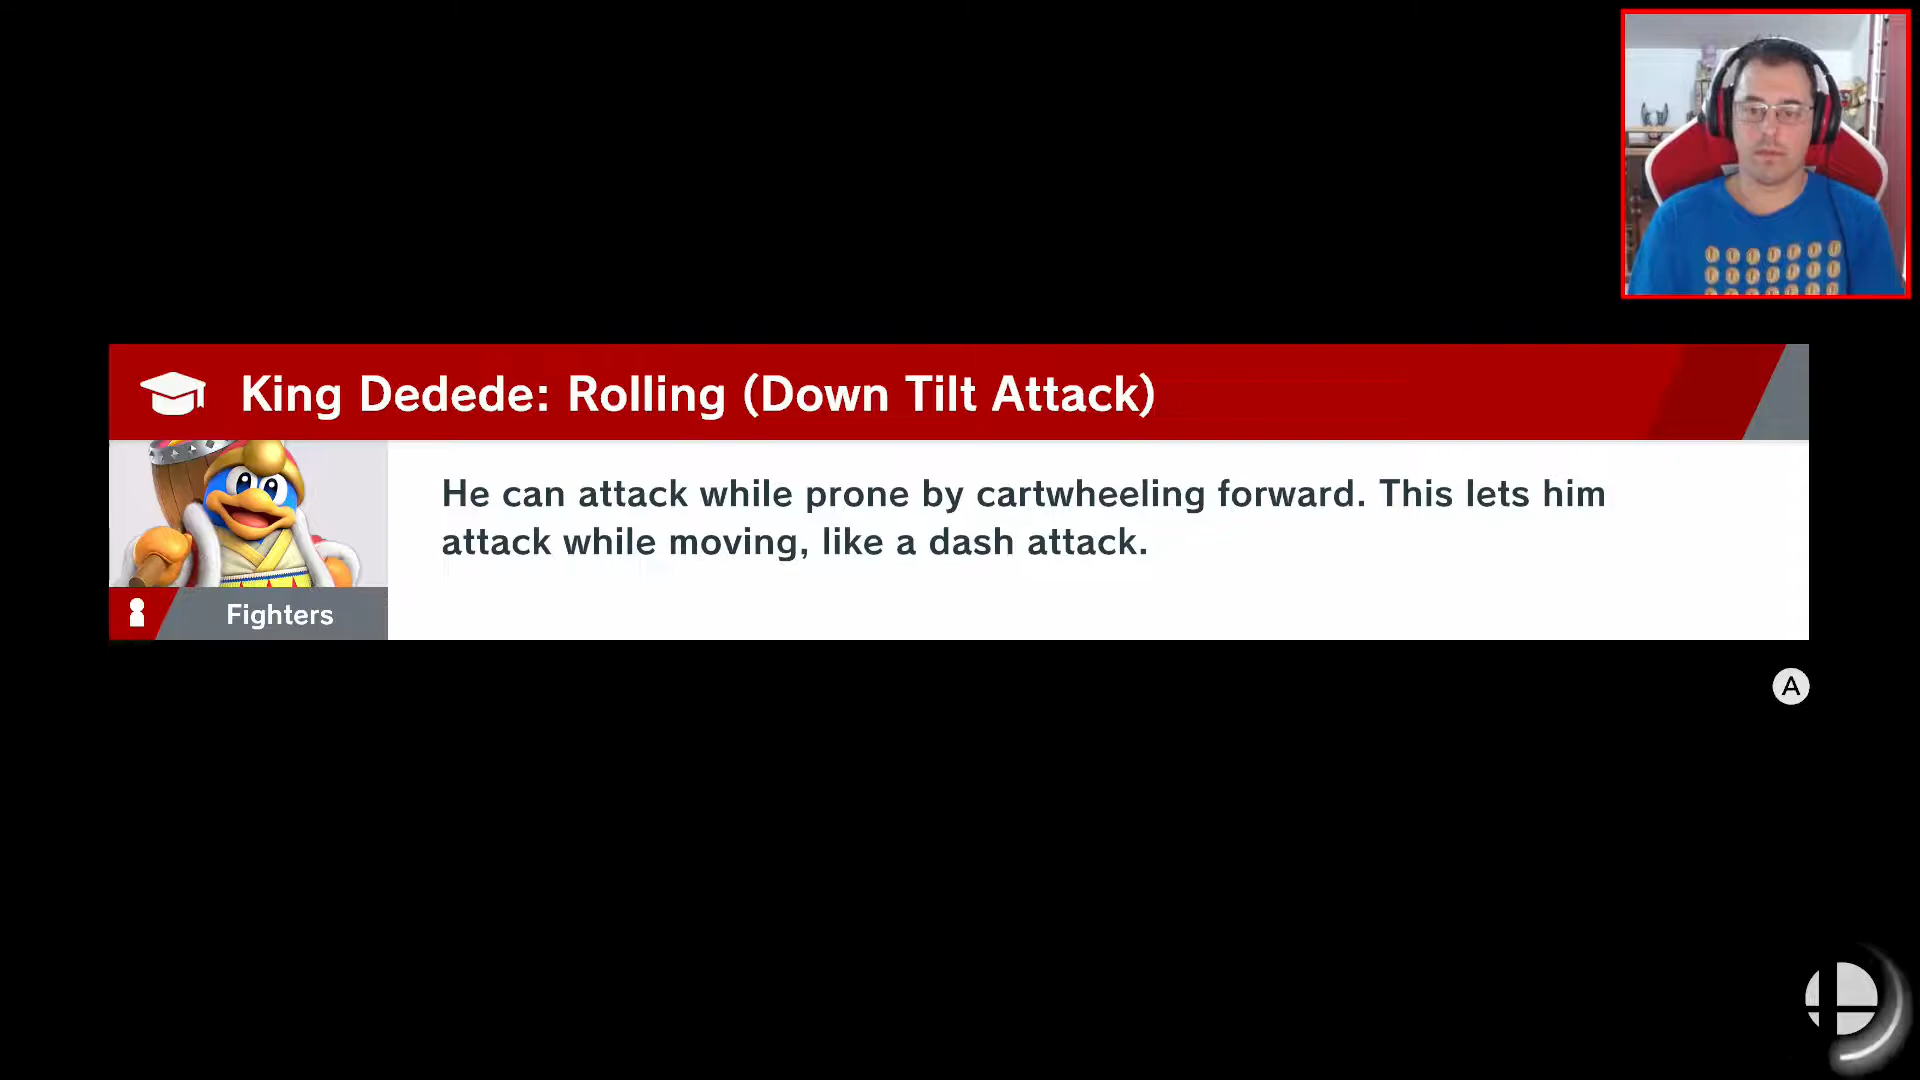 King Dedede: Rolling (Down Tilt Attack)
He can attack while prone by cartwheeling forward. This lets him
attack while moving, like a dash attack.
Fighters
A